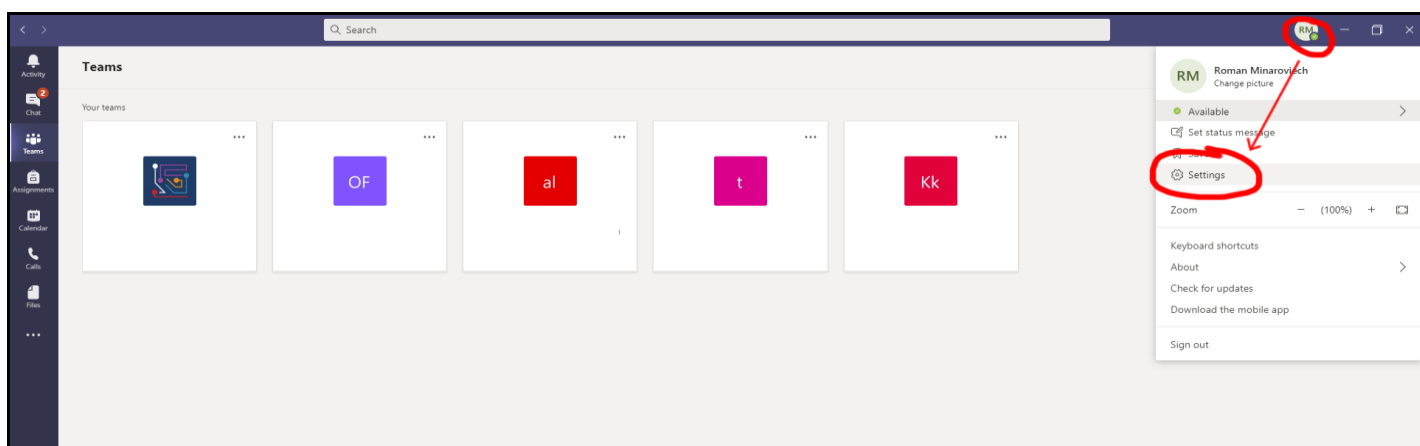 Search
RM
Activity
2
Chat
Teams
Assignments
Calendar
Calls
Files
Teams
Your teams
OF
al
t
Kk
RM
Roman Minaroviech
Change picture
Available
Set status message
Settings
Zoom
(100%)
Keyboard shortcuts
About
Check for updates
Download the mobile app
Sign out